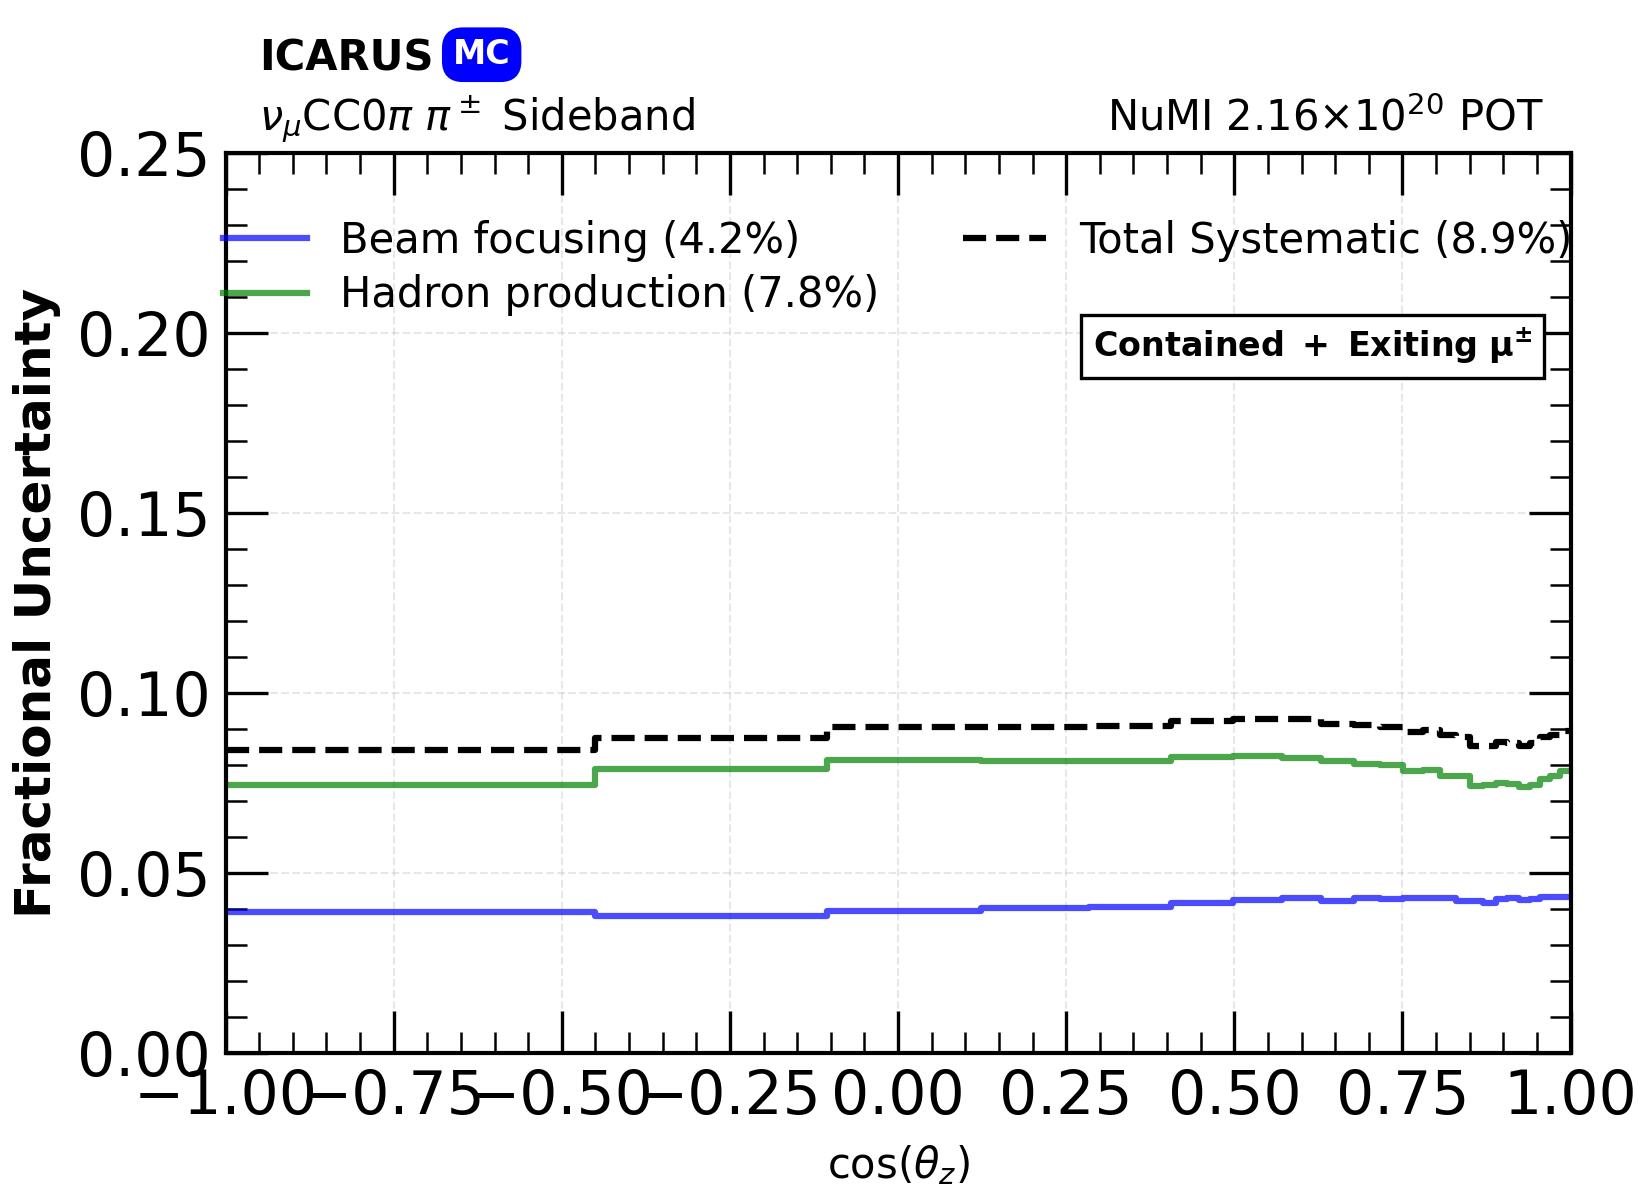 ICARUS MC
νμCC0π π± Sideband
NuMI 2.16×10²⁰ POT
0.25
Beam focusing (4.2%)
Hadron production (7.8%)
Total Systematic (8.9%)
Contained + Exiting μ±
0.20
0.15
0.10
0.05
0.00
Fractional Uncertainty
−1.00 −0.75 −0.50 −0.25 0.00 0.25 0.50 0.75 1.00
cos(θz)